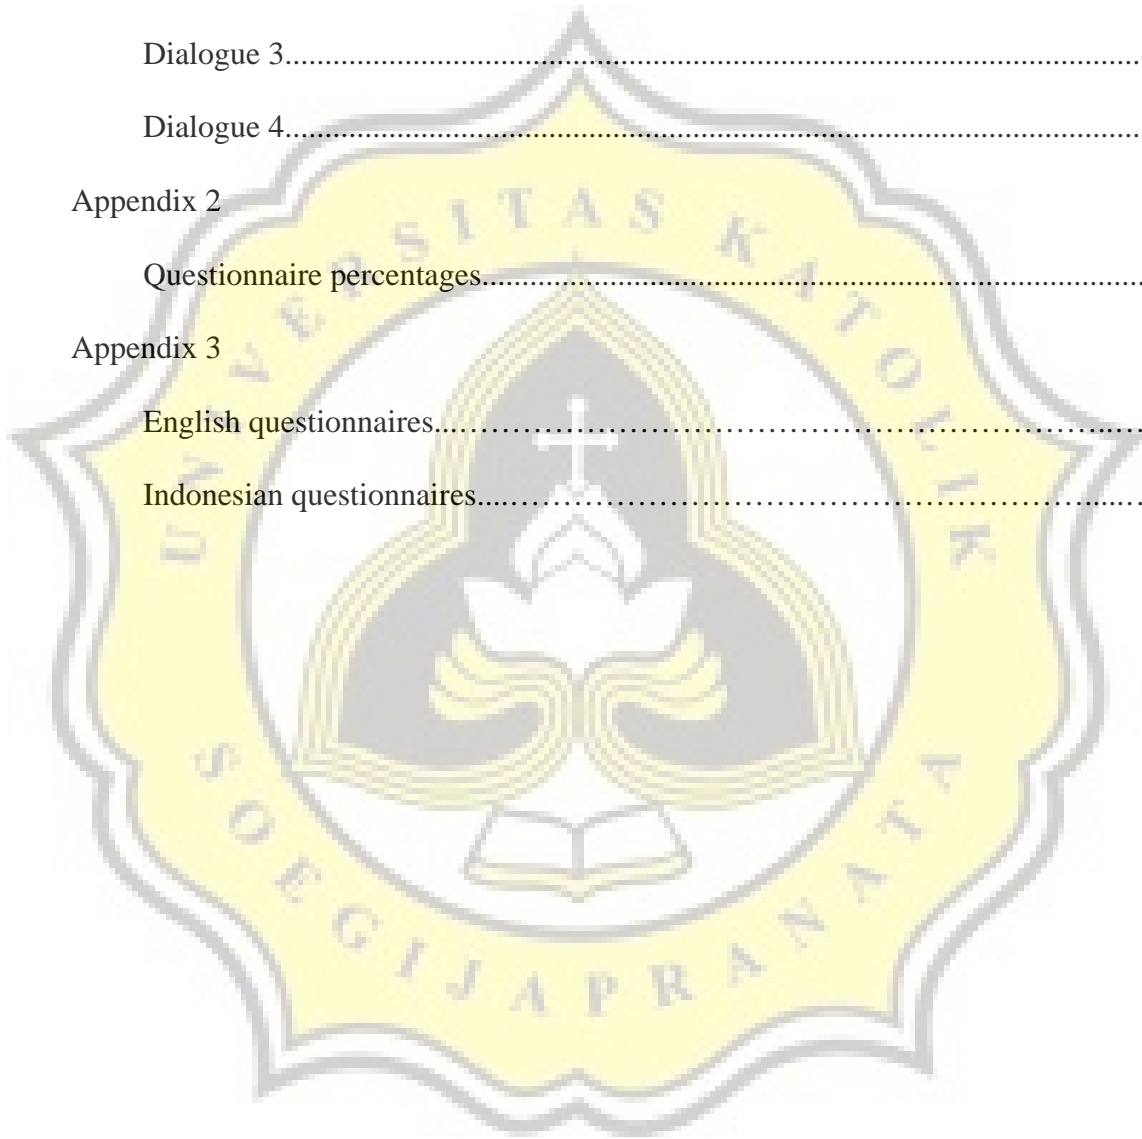 Dialogue 3..........................................................................................................
Dialogue 4..........................................................................................................
Appendix 2
Questionnaire percentages..................................................................................
Appendix 3
English questionnaires...……………………………………………………………...
Indonesian questionnaires...………………………………………………………....
UNIVERSITAS KATOLIK
SOEGIJAPRANATA